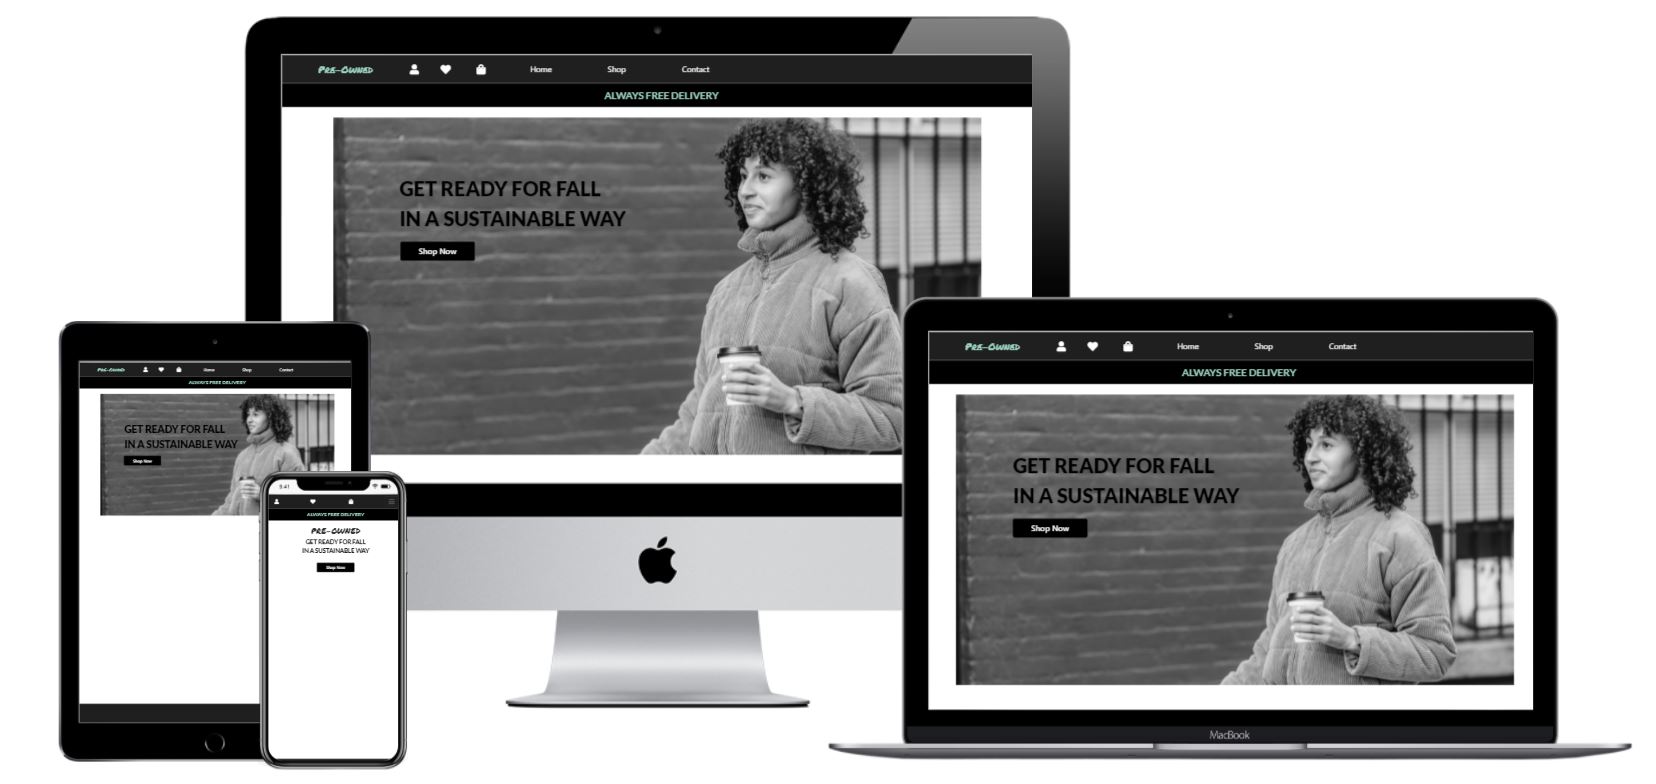 PRE-OWNED Home Shop Contact
ALWAYS FREE DELIVERY
GET READY FOR FALL
IN A SUSTAINABLE WAY
Shop Now
PRE-OWNED Home Shop Contact
ALWAYS FREE DELIVERY
GET READY FOR FALL
IN A SUSTAINABLE WAY
Shop Now
9:41
ALWAYS FREE DELIVERY
PRE-OWNED
GET READY FOR FALL
IN A SUSTAINABLE WAY
Shop Now
PRE-OWNED Home Shop Contact
ALWAYS FREE DELIVERY
GET READY FOR FALL
IN A SUSTAINABLE WAY
Shop Now
MacBook